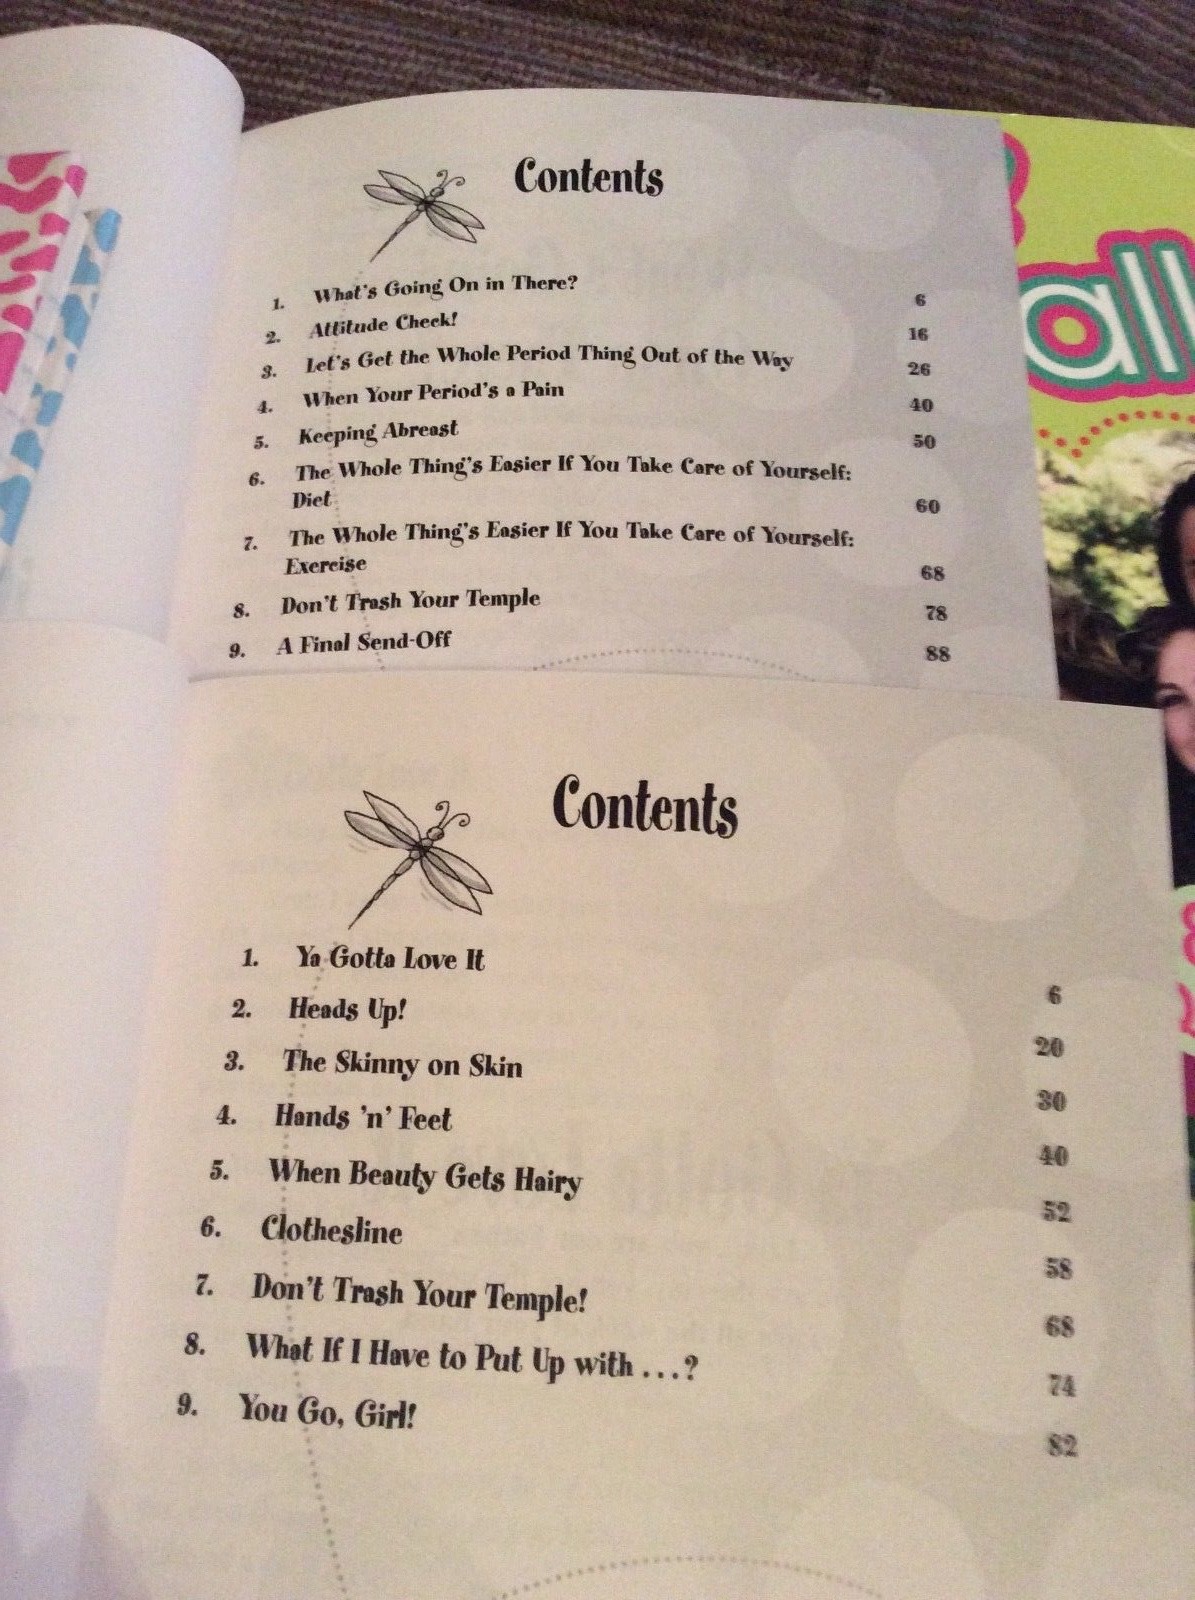 Contents
1. What's Going On in There? 6
2. Attitude Check! 16
3. Let's Get the Whole Period Thing Out of the Way 26
4. When Your Period's a Pain 40
5. Keeping Abreast 50
6. The Whole Thing's Easier If You Take Care of Yourself:
Diet 60
7. The Whole Thing's Easier If You Take Care of Yourself:
Exercise 68
8. Don't Trash Your Temple 78
9. A Final Send-Off 88
all
Contents
1. Ya Gotta Love It 6
2. Heads Up! 20
3. The Skinny on Skin 30
4. Hands 'n' Feet 40
5. When Beauty Gets Hairy 52
6. Clothesline 58
7. Don't Trash Your Temple! 68
8. What If I Have to Put Up with ...? 74
9. You Go, Girl! 82